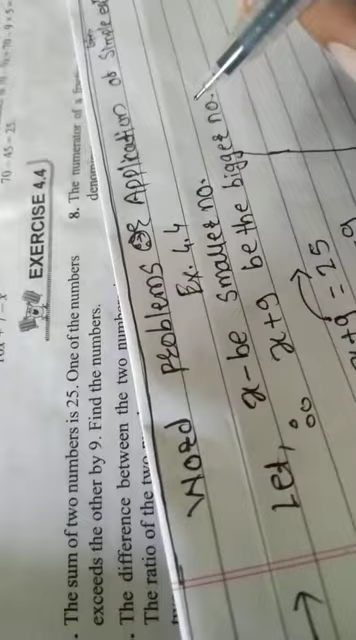 70 - 45 = 25.
EXERCISE 4.4
The sum of two numbers is 25. One of the numbers
exceeds the other by 9. Find the numbers.
The difference between the two
The ratio of the two
8. The numerator of a
Word Problems Application of Simple
Ex. 4.4
Let, x - be smaller no.
∴ x+9 be the bigger no.
x+9 = 25